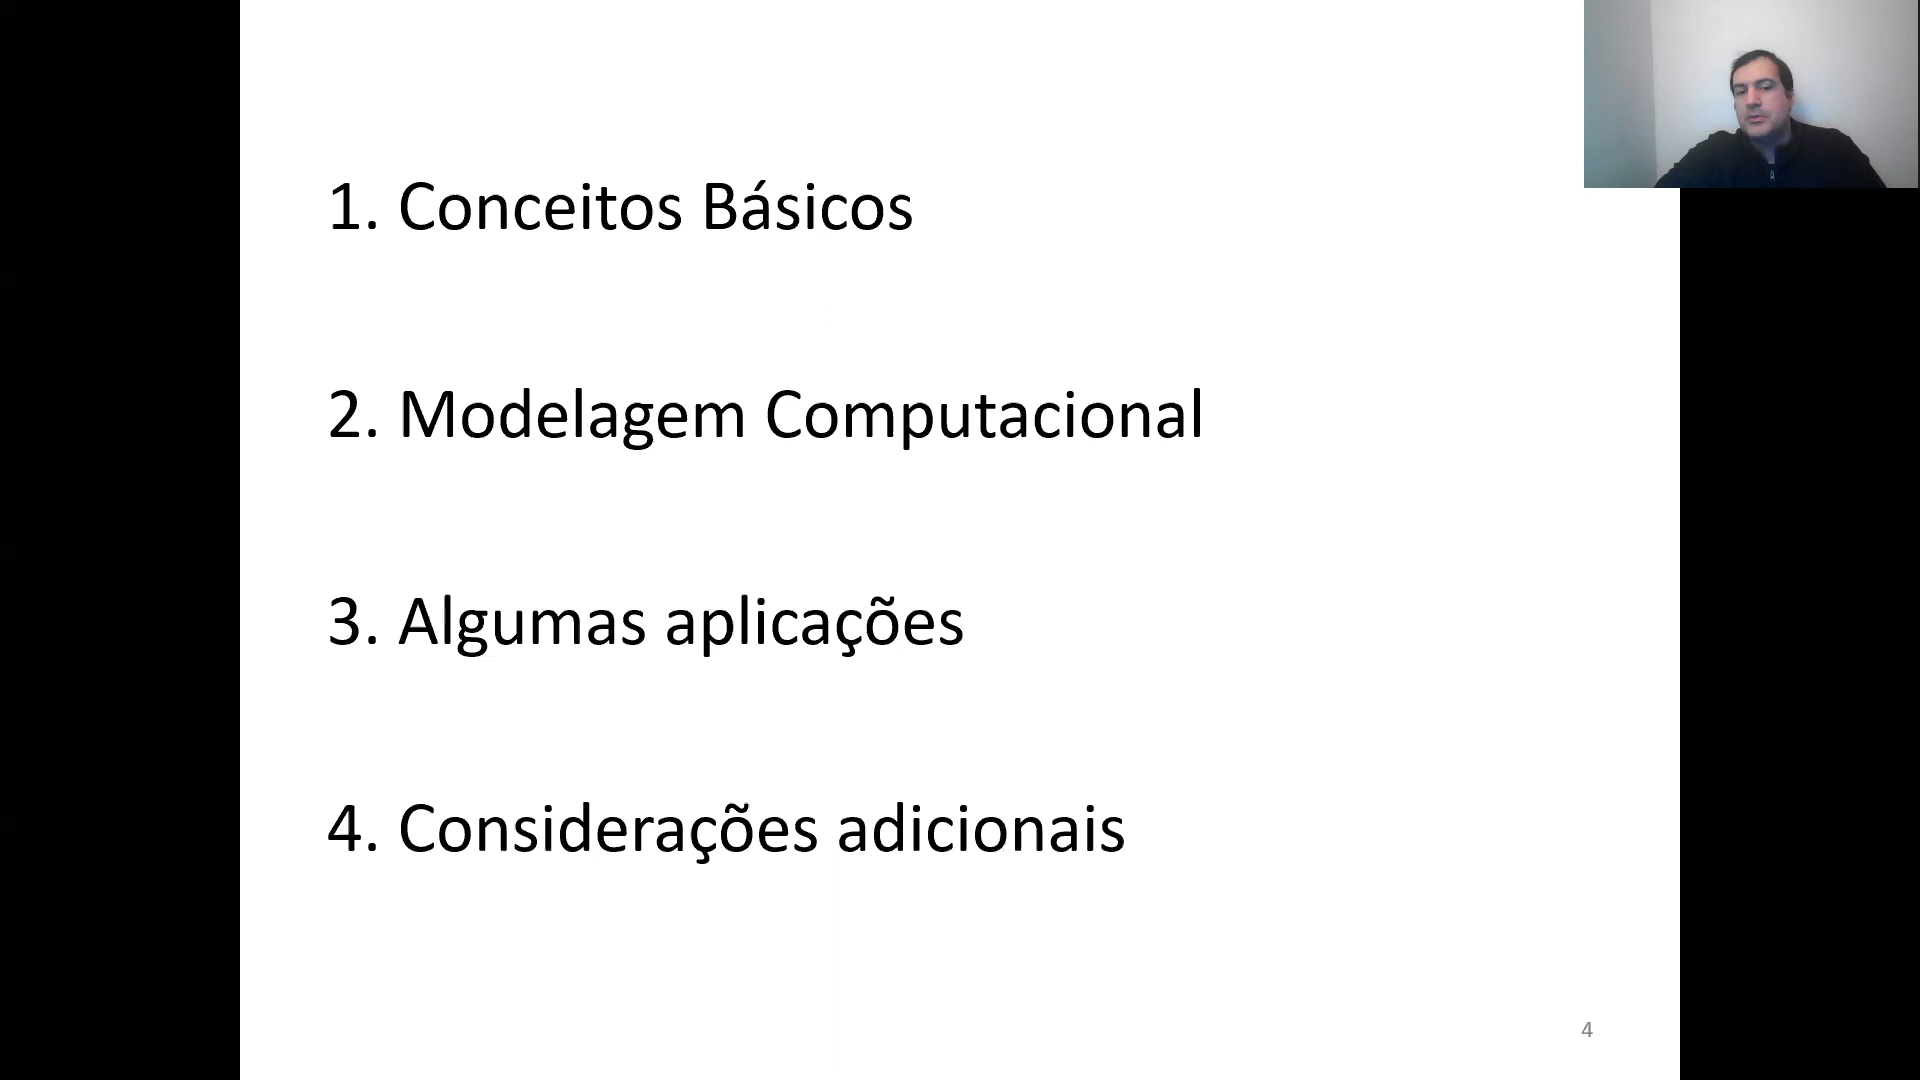 1. Conceitos Básicos
2. Modelagem Computacional
3. Algumas aplicações
4. Considerações adicionais
4